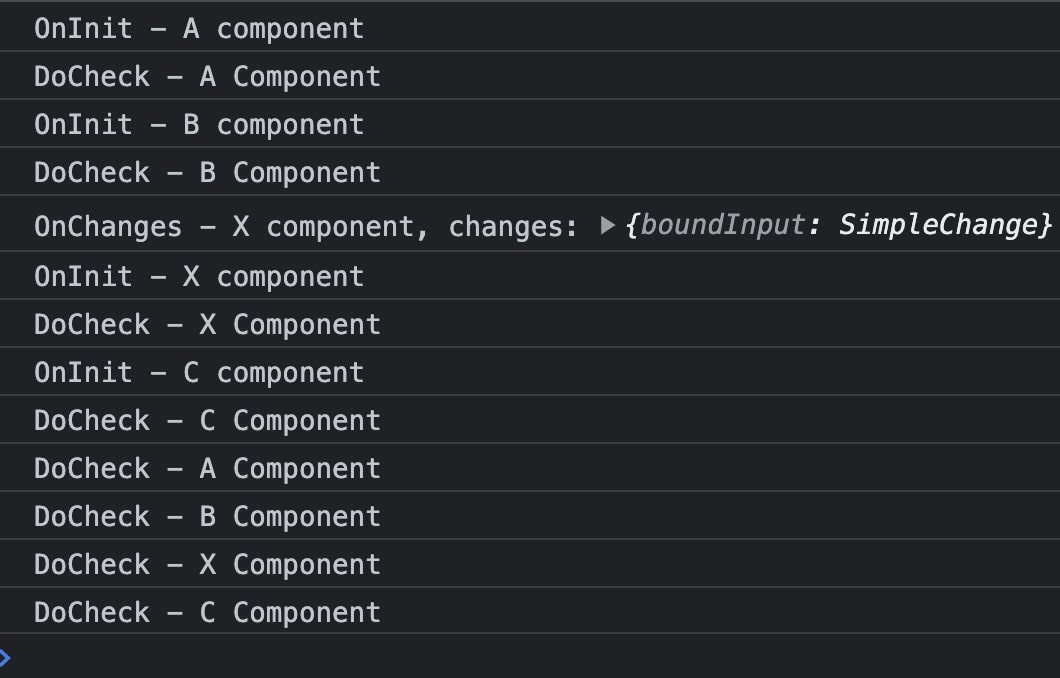 OnInit – A component
DoCheck – A Component
OnInit – B component
DoCheck – B Component
OnChanges – X component, changes: ▶{boundInput: SimpleChange}
OnInit – X component
DoCheck – X Component
OnInit – C component
DoCheck – C Component
DoCheck – A Component
DoCheck – B Component
DoCheck – X Component
DoCheck – C Component